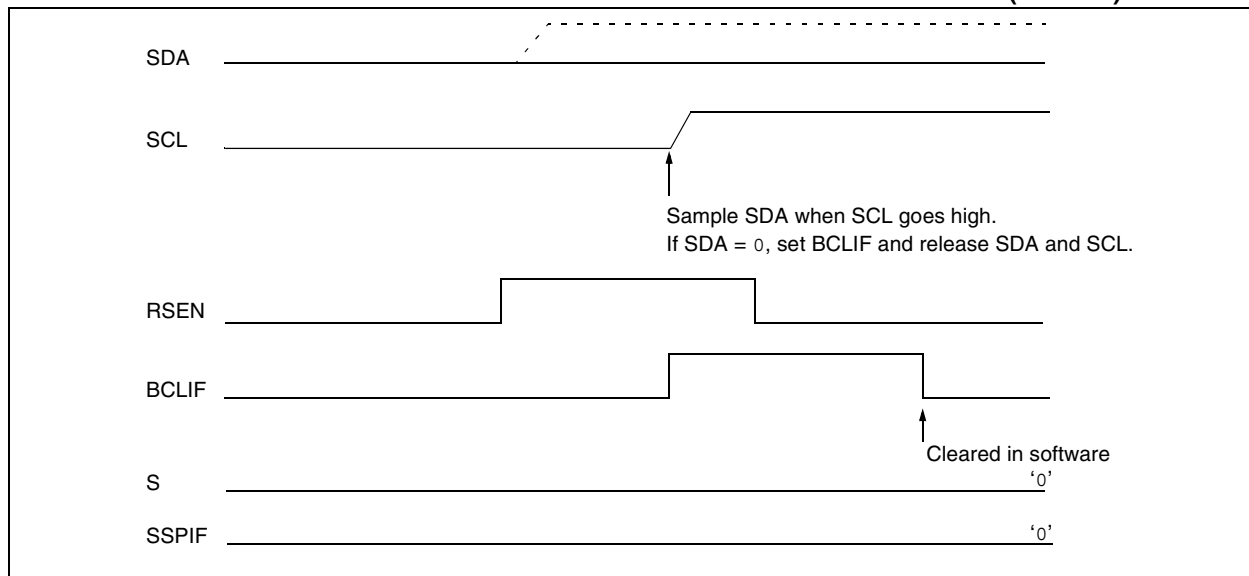 SDA
SCL
Sample SDA when SCL goes high.
If SDA = 0, set BCLIF and release SDA and SCL.
RSEN
BCLIF
Cleared in software
S
‘0’
SSPIF
‘0’